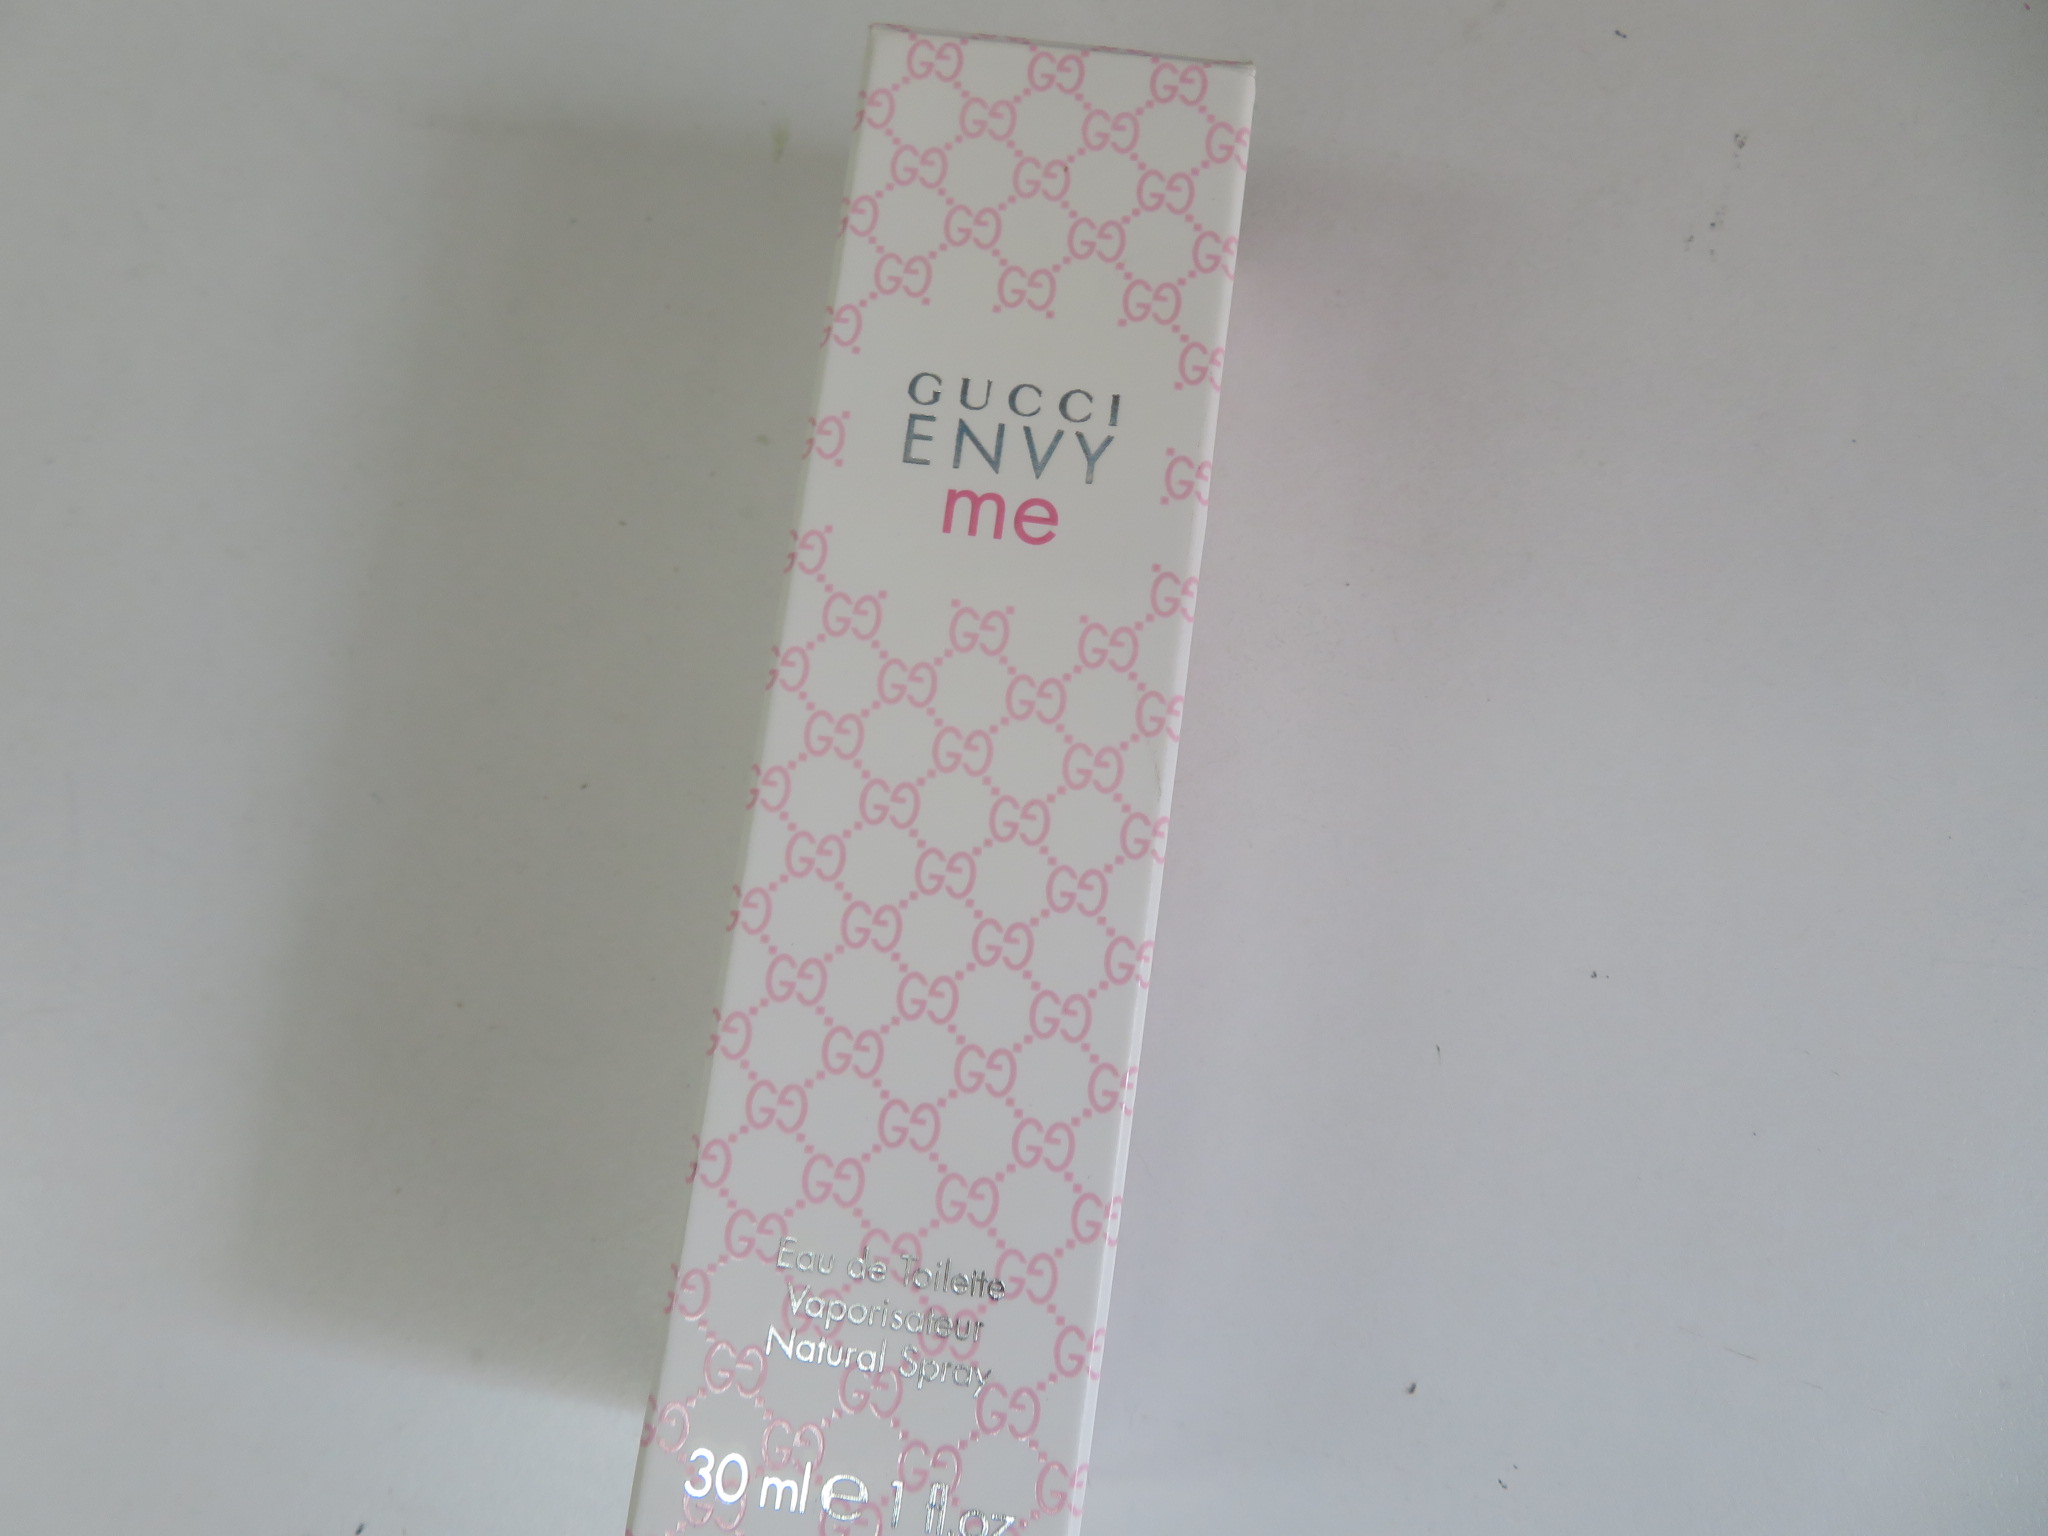 GUCCI
ENVY
me
Eau de Toilette
Vaporisateur
Natural Spray
30 ml e 1 fl.oz